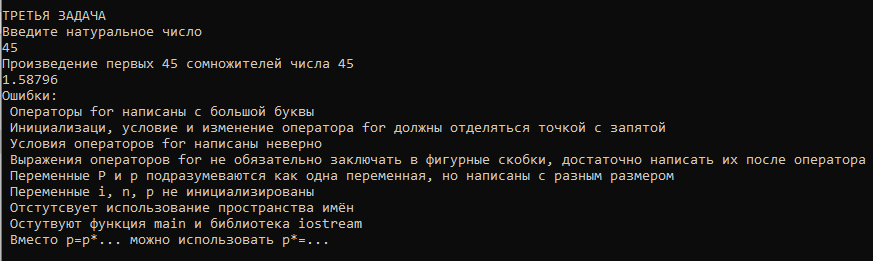 ТРЕТЬЯ ЗАДАЧА
Введите натуральное число
45
Произведение первых 45 сомножителей числа 45
1.58796
Ошибки:
Операторы for написаны с большой буквы
Инициализаци, условие и изменение оператора for должны отделяться точкой с запятой
Условия операторов for написаны неверно
Выражения операторов for не обязательно заключать в фигурные скобки, достаточно написать их после оператора
Переменные P и p подразумеваются как одна переменная, но написаны с разным размером
Переменные i, n, p не инициализированы
Отстутсвует использование пространства имён
Остутвуют функция main и библиотека iostream
Вместо p=p*... можно использовать p*=...